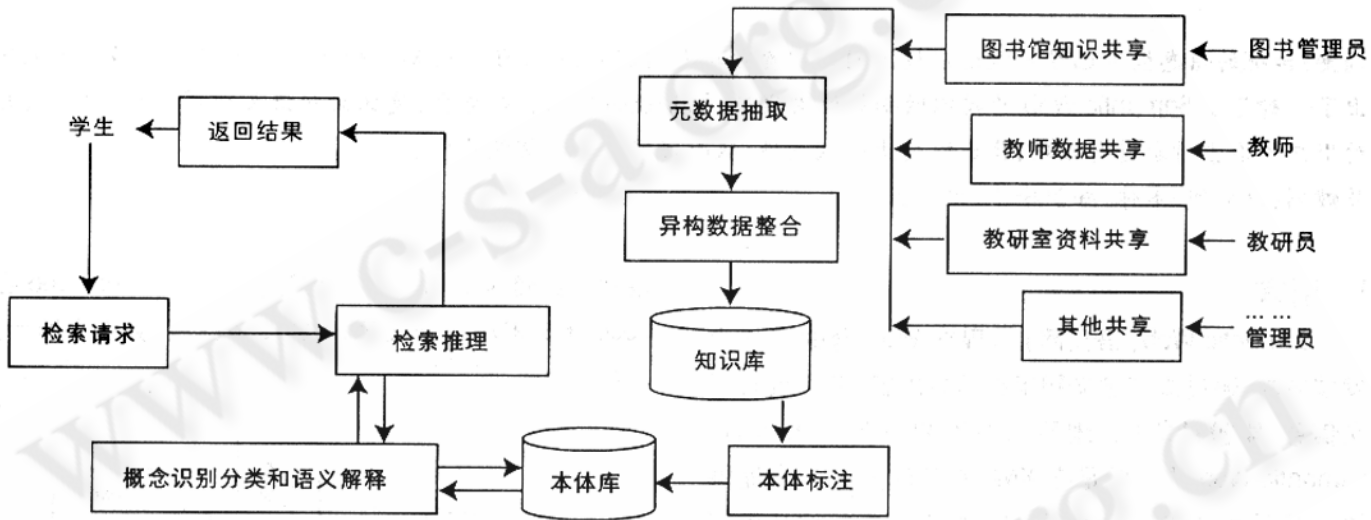 图书馆知识共享
图书管理员
元数据抽取
学生
返回结果
教师数据共享
教师
异构数据整合
教研室资料共享
教研员
检索请求
检索推理
知识库
其他共享
... ...
管理员
概念识别分类和语义解释
本体库
本体标注
www.c-s-a.org.cn